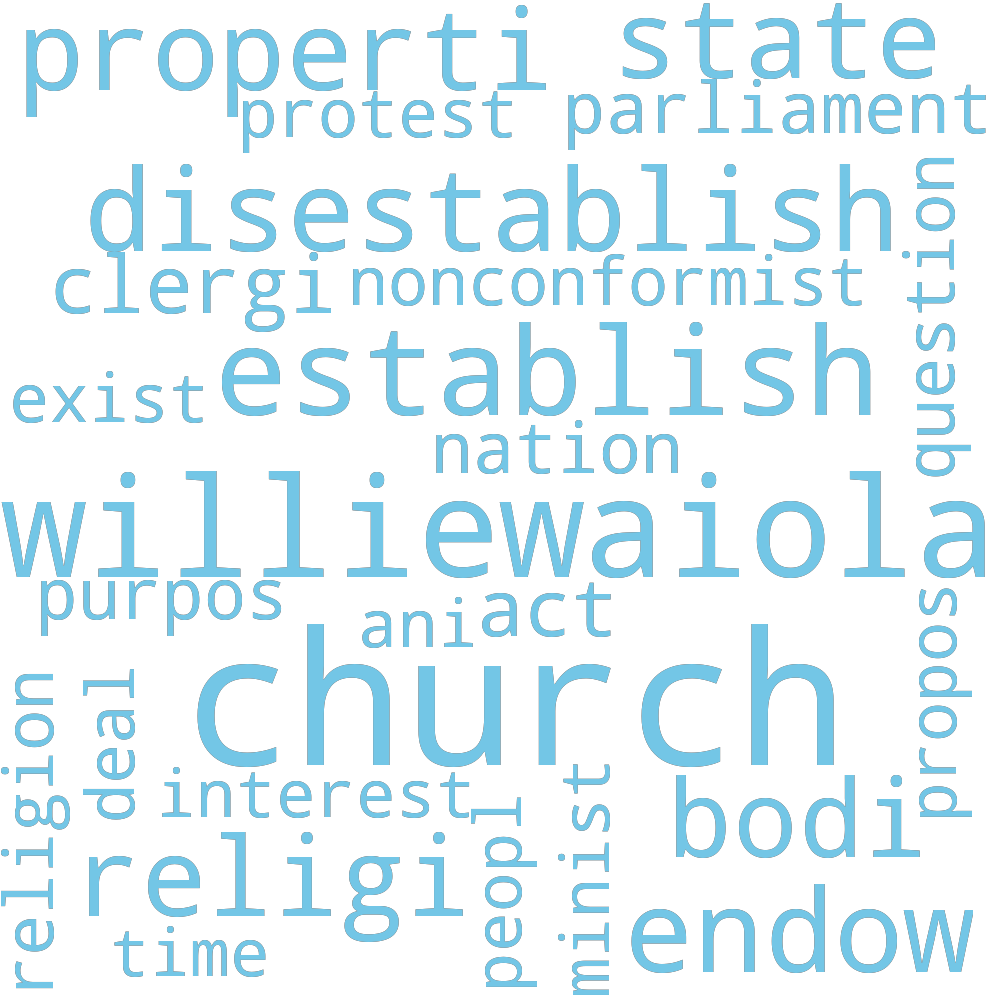 properti state
protest parliament
disestablish
question
clergi nonconformist
establish
exist
nation
williewaiola
purpos
ani act
propos
church
religion
deal
interest
bodi
religi
peopl
minist
endow
time